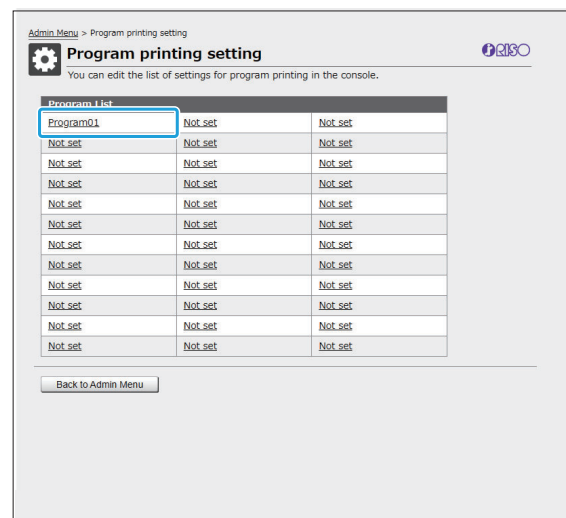 Admin Menu > Program printing setting
Program printing setting
RISO
You can edit the list of settings for program printing in the console.
Program List
Program01 Not set Not set
Not set Not set Not set
Not set Not set Not set
Not set Not set Not set
Not set Not set Not set
Not set Not set Not set
Not set Not set Not set
Not set Not set Not set
Not set Not set Not set
Not set Not set Not set
Not set Not set Not set
Not set Not set Not set
Back to Admin Menu